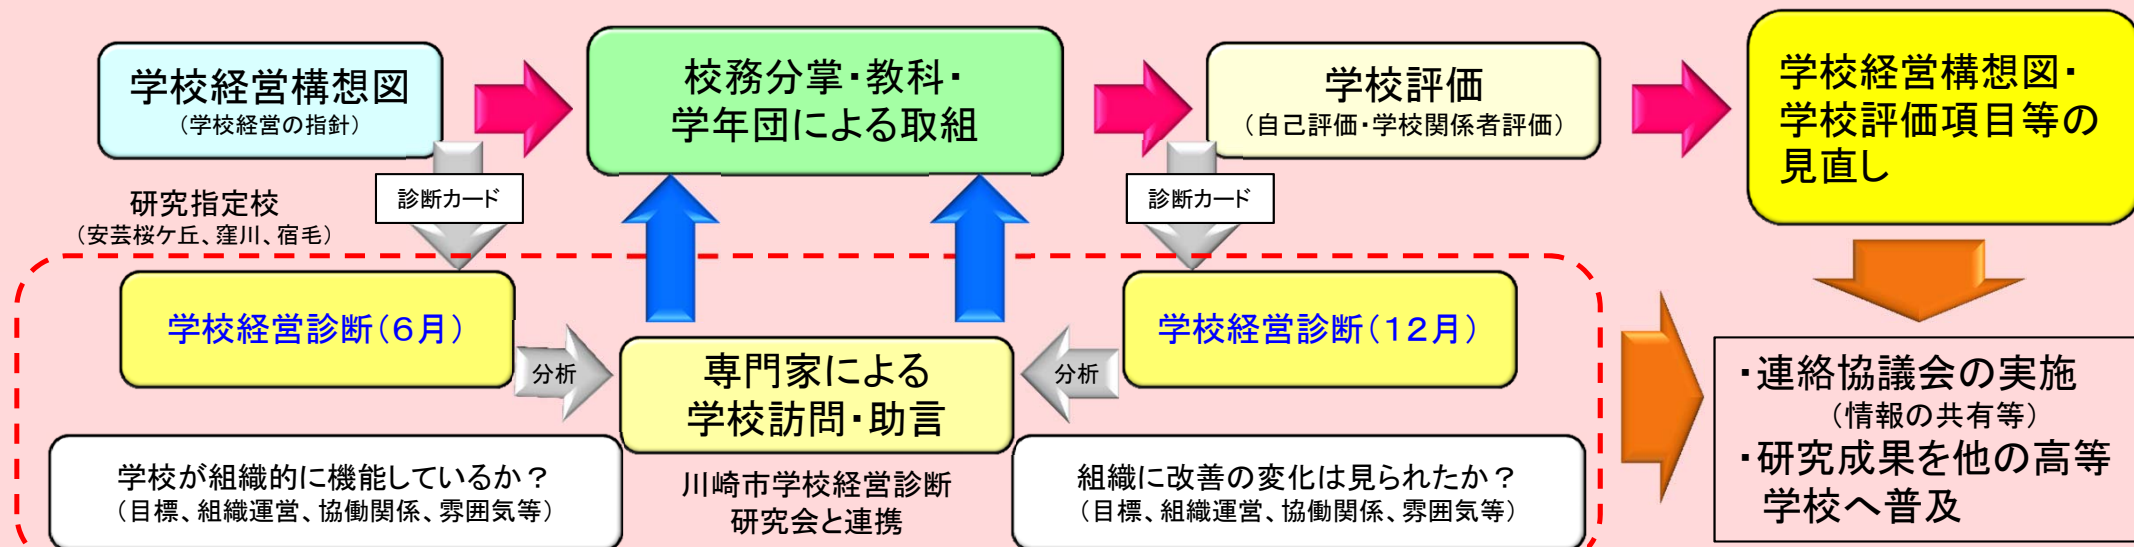 学校経営構想図
（学校経営の指針）
校務分掌・教科・
学年団による取組
学校評価
（自己評価・学校関係者評価）
学校経営構想図・
学校評価項目等の
見直し
研究指定校
（安芸桜ケ丘、窪川、宿毛）
診断カード
診断カード
学校経営診断（６月）
分析
専門家による
学校訪問・助言
分析
学校経営診断（１２月）
学校が組織的に機能しているか？
（目標、組織運営、協働関係、雰囲気等）
川崎市学校経営診断
研究会と連携
組織に改善の変化は見られたか？
（目標、組織運営、協働関係、雰囲気等）
・連絡協議会の実施
（情報の共有等）
・研究成果を他の高等
学校へ普及